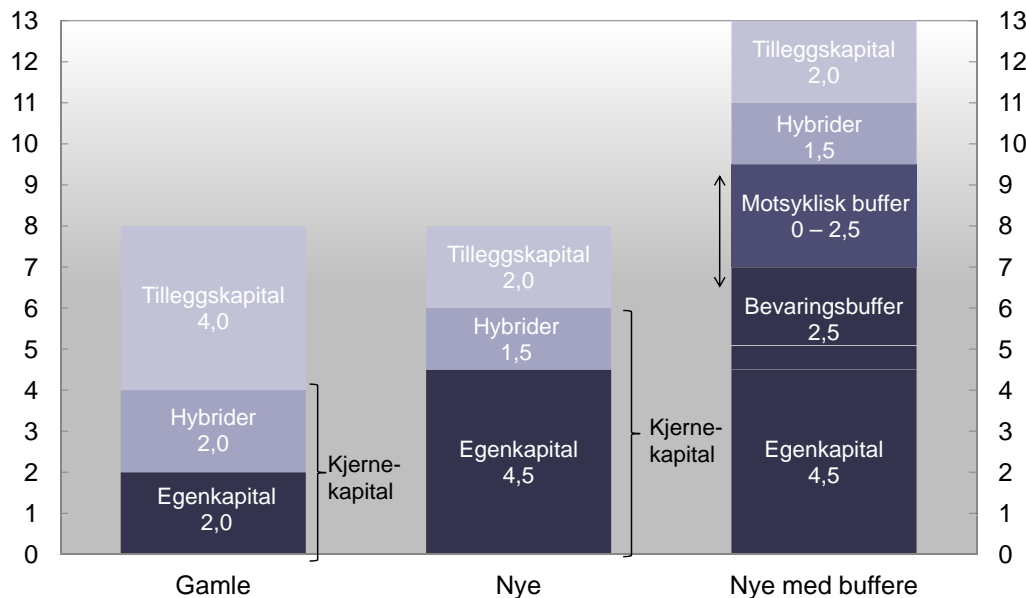 13
12
11
10
9
8
7
6
5
4
3
2
1
0
Tilleggskapital
4,0
Hybrider
2,0
Egenkapital
2,0
Kjerne-
kapital
Tilleggskapital
2,0
Hybrider
1,5
Egenkapital
4,5
Kjerne-
kapital
Tilleggskapital
2,0
Hybrider
1,5
Motsyklisk buffer
0 – 2,5
Bevaringsbuffer
2,5
Egenkapital
4,5
13
12
11
10
9
8
7
6
5
4
3
2
1
0
Gamle
Nye
Nye med buffere